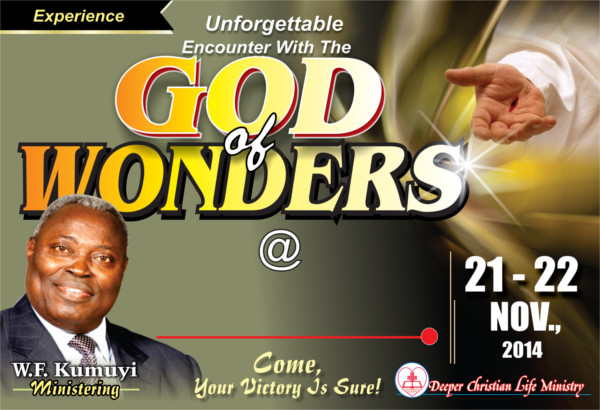 Experience
Unforgettable
Encounter With The
GOD
of
WONDERS
@
21 - 22
NOV.,
2014
W.F. Kumuyi
Ministering
Come,
Your Victory Is Sure!
Deeper Christian Life Ministry